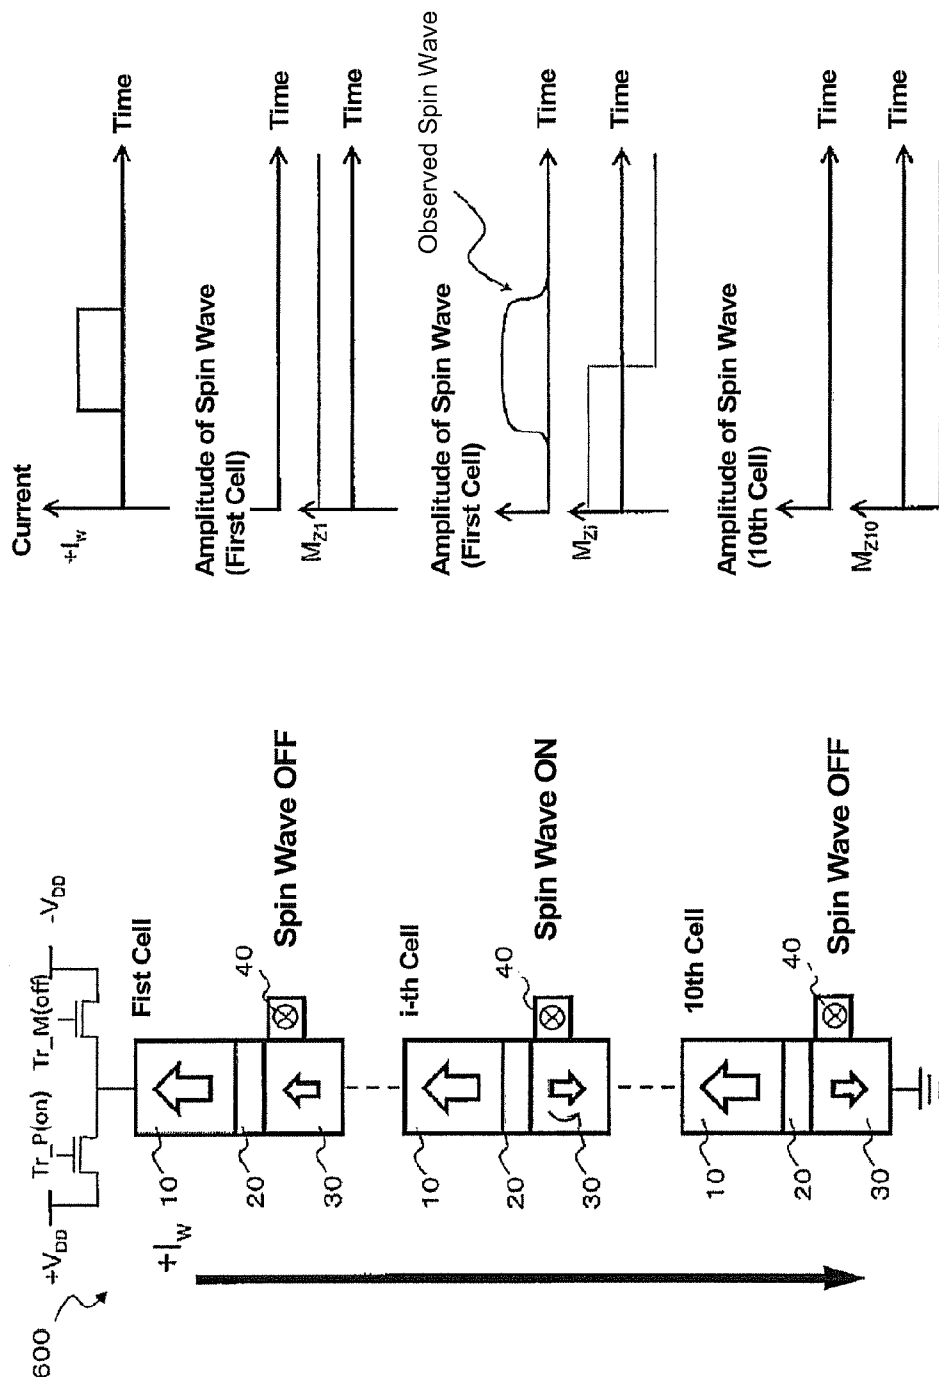 600
+V_DD
Tr_P(on)
Tr_M(off)
-V_DD
+I_W
Fist Cell
10
20
30
40
Spin Wave OFF
i-th Cell
10
20
30
40
Spin Wave ON
10th Cell
10
20
30
40
Spin Wave OFF
Current
+I_W
Time
Amplitude of Spin Wave
(First Cell)
Time
M_Z1
Time
Amplitude of Spin Wave
(First Cell)
Observed Spin Wave
Time
M_Zi
Time
Amplitude of Spin Wave
(10th Cell)
Time
M_Z10
Time